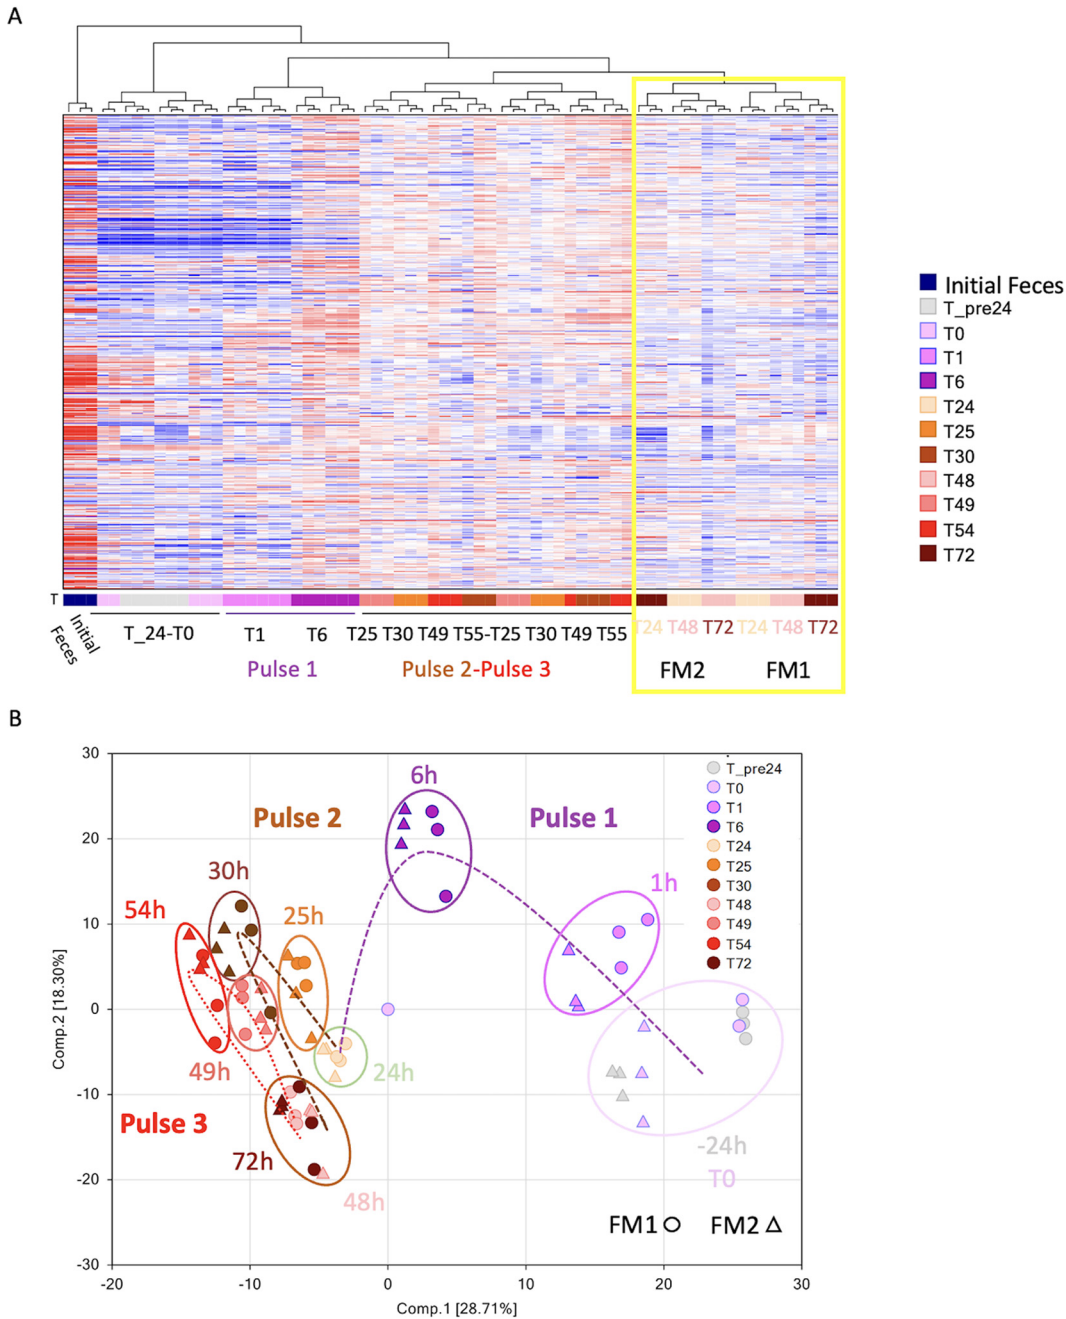 A
Initial Feces
T_pre24
T0
T1
T6
T24
T25
T30
T48
T49
T54
T72
T
Initial
Feces
T_24-T0
T1
T6
T25 T30 T49 T55-T25 T30 T49 T55
T24 T48 T72 T24 T48 T72
Pulse 1
Pulse 2-Pulse 3
FM2
FM1
B
30
20
10
0
-10
-20
-30
Comp.2 [18.30%]
6h
Pulse 2
Pulse 1
30h
54h
25h
1h
49h
24h
Pulse 3
72h
48h
-24h
T0
T_pre24
T0
T1
T6
T24
T25
T30
T48
T49
T54
T72
FM1
FM2
-20
-10
0
10
20
30
Comp.1 [28.71%]